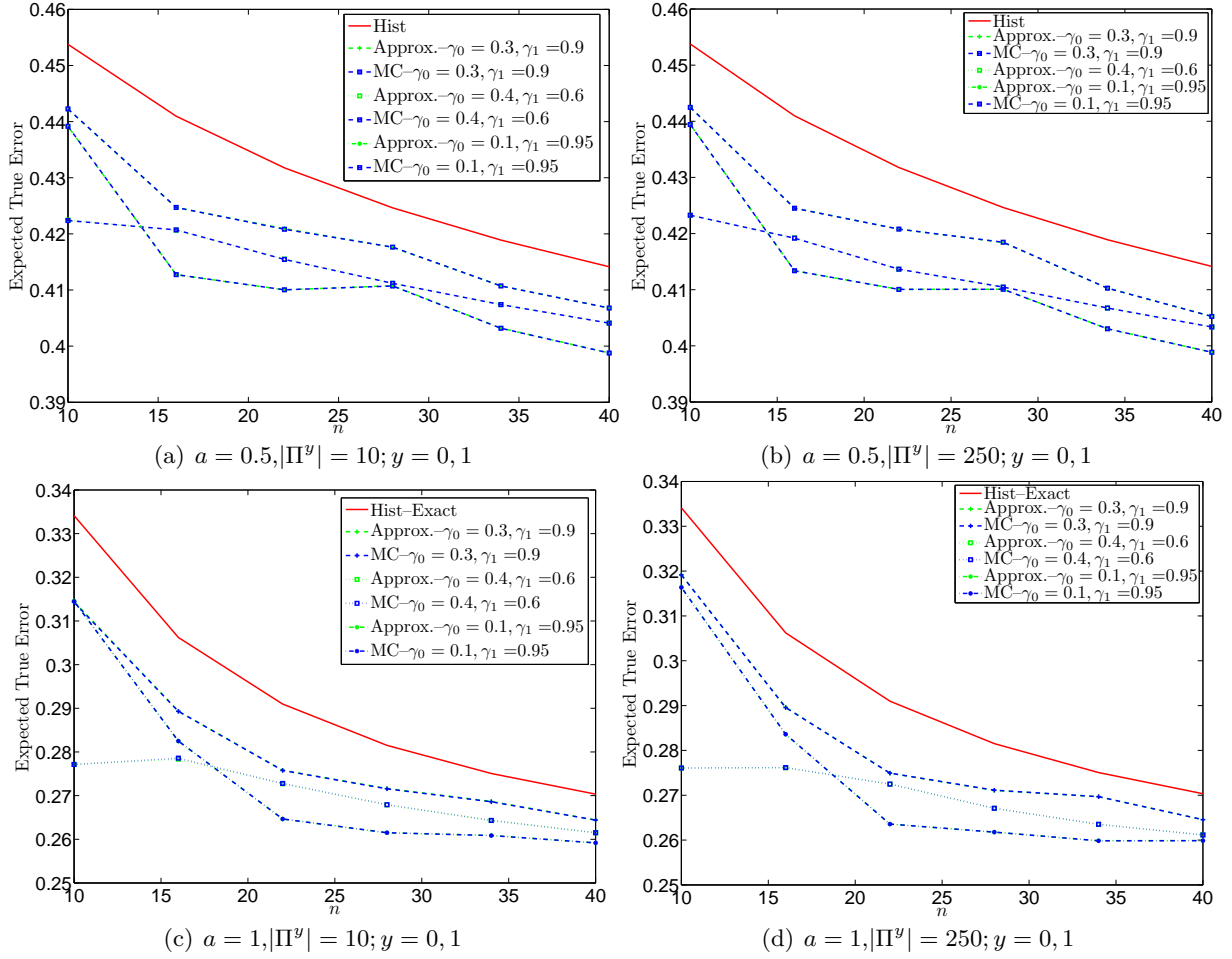 0.46
0.45
0.44
0.43
0.42
0.41
0.4
0.39
Expected True Error
10 15 20 25 30 35 40
n
Hist
Approx.–γ0 = 0.3, γ1 =0.9
MC–γ0 = 0.3, γ1 =0.9
Approx.–γ0 = 0.4, γ1 =0.6
MC–γ0 = 0.4, γ1 =0.6
Approx.–γ0 = 0.1, γ1 =0.95
MC–γ0 = 0.1, γ1 =0.95
(a) a = 0.5,|Π^y| = 10; y = 0, 1
0.46
0.45
0.44
0.43
0.42
0.41
0.4
0.39
Expected True Error
10 15 20 25 30 35 40
n
Hist
Approx.–γ0 = 0.3, γ1 =0.9
MC–γ0 = 0.3, γ1 =0.9
Approx.–γ0 = 0.4, γ1 =0.6
Approx.–γ0 = 0.1, γ1 =0.95
MC–γ0 = 0.1, γ1 =0.95
(b) a = 0.5,|Π^y| = 250; y = 0, 1
0.34
0.33
0.32
0.31
0.3
0.29
0.28
0.27
0.26
0.25
Expected True Error
10 15 20 25 30 35 40
n
Hist–Exact
Approx.–γ0 = 0.3, γ1 =0.9
MC–γ0 = 0.3, γ1 =0.9
Approx.–γ0 = 0.4, γ1 =0.6
MC–γ0 = 0.4, γ1 =0.6
Approx.–γ0 = 0.1, γ1 =0.95
MC–γ0 = 0.1, γ1 =0.95
(c) a = 1,|Π^y| = 10; y = 0, 1
0.34
0.33
0.32
0.31
0.3
0.29
0.28
0.27
0.26
0.25
Expected True Error
10 15 20 25 30 35 40
n
Hist–Exact
Approx.–γ0 = 0.3, γ1 =0.9
MC–γ0 = 0.3, γ1 =0.9
Approx.–γ0 = 0.4, γ1 =0.6
MC–γ0 = 0.4, γ1 =0.6
Approx.–γ0 = 0.1, γ1 =0.95
MC–γ0 = 0.1, γ1 =0.95
(d) a = 1,|Π^y| = 250; y = 0, 1